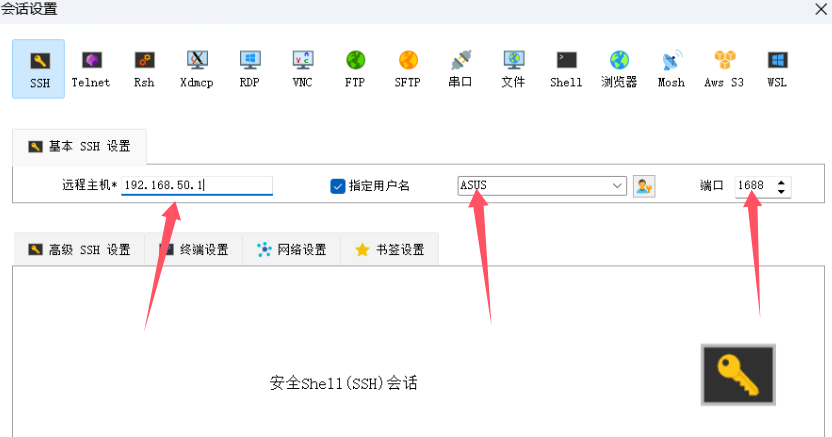 会话设置
SSH Telnet Rsh Xdmcp RDP VNC FTP SFTP 串口 文件 Shell 浏览器 Mosh Aws S3 WSL
基本 SSH 设置
远程主机* 192.168.50.1 指定用户名 ASUS 端口 1688
高级 SSH 设置 终端设置 网络设置 书签设置
安全Shell(SSH)会话